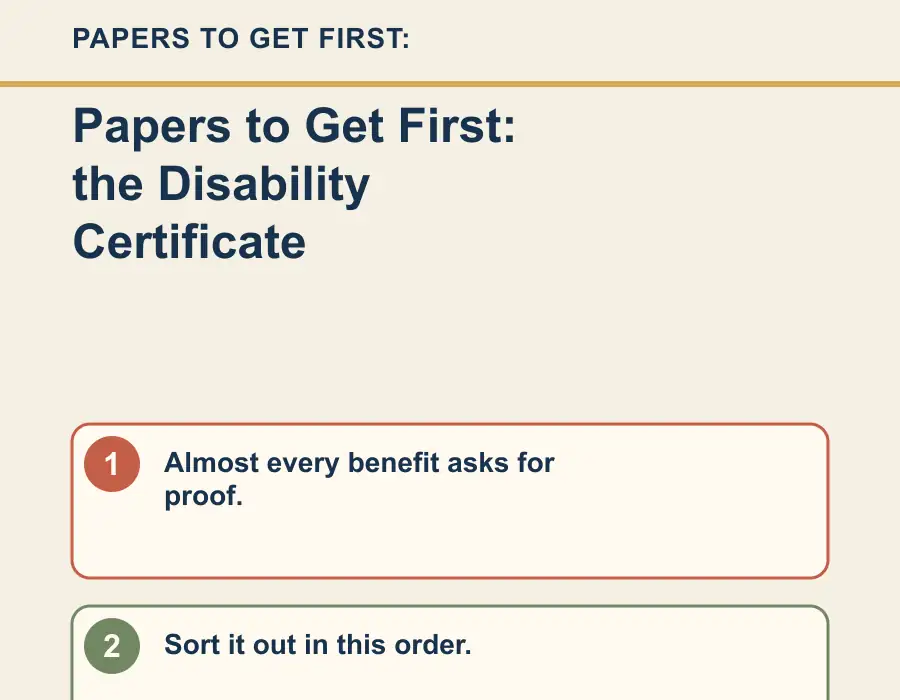 PAPERS TO GET FIRST:
Papers to Get First:
the Disability
Certificate
1
Almost every benefit asks for
proof.
2
Sort it out in this order.